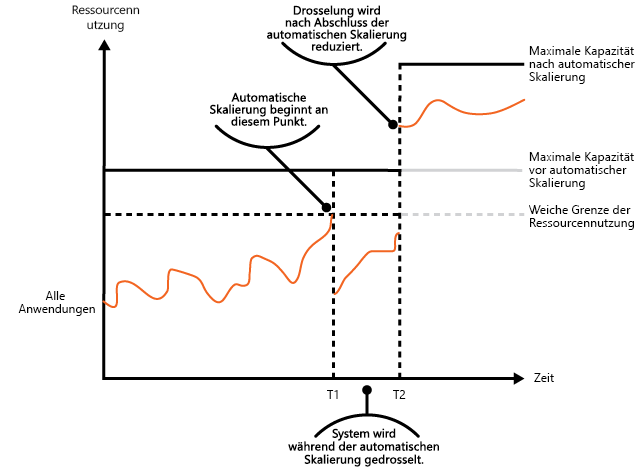 Ressourcenn
utzung
Drosselung wird
nach Abschluss der
automatischen Skalierung
reduziert.
Maximale Kapazität
nach automatischer
Skalierung
Automatische
Skalierung beginnt an
diesem Punkt.
Maximale Kapazität
vor automatischer
Skalierung
Weiche Grenze der
Ressourcennutzung
Alle
Anwendungen
Zeit
T1
T2
System wird
während der automatischen
Skalierung gedrosselt.